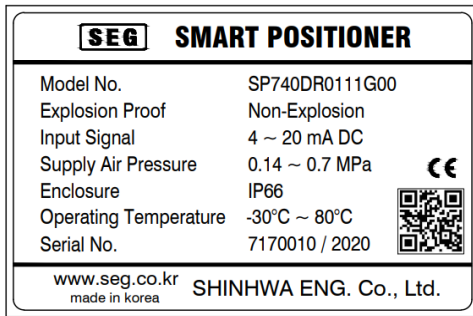 SEG SMART POSITIONER
Model No. SP740DR0111G00
Explosion Proof Non-Explosion
Input Signal 4 ~ 20 mA DC
Supply Air Pressure 0.14 ~ 0.7 MPa
Enclosure IP66
Operating Temperature -30°C ~ 80°C
Serial No. 7170010 / 2020
CE
www.seg.co.kr
made in korea
SHINHWA ENG. Co., Ltd.